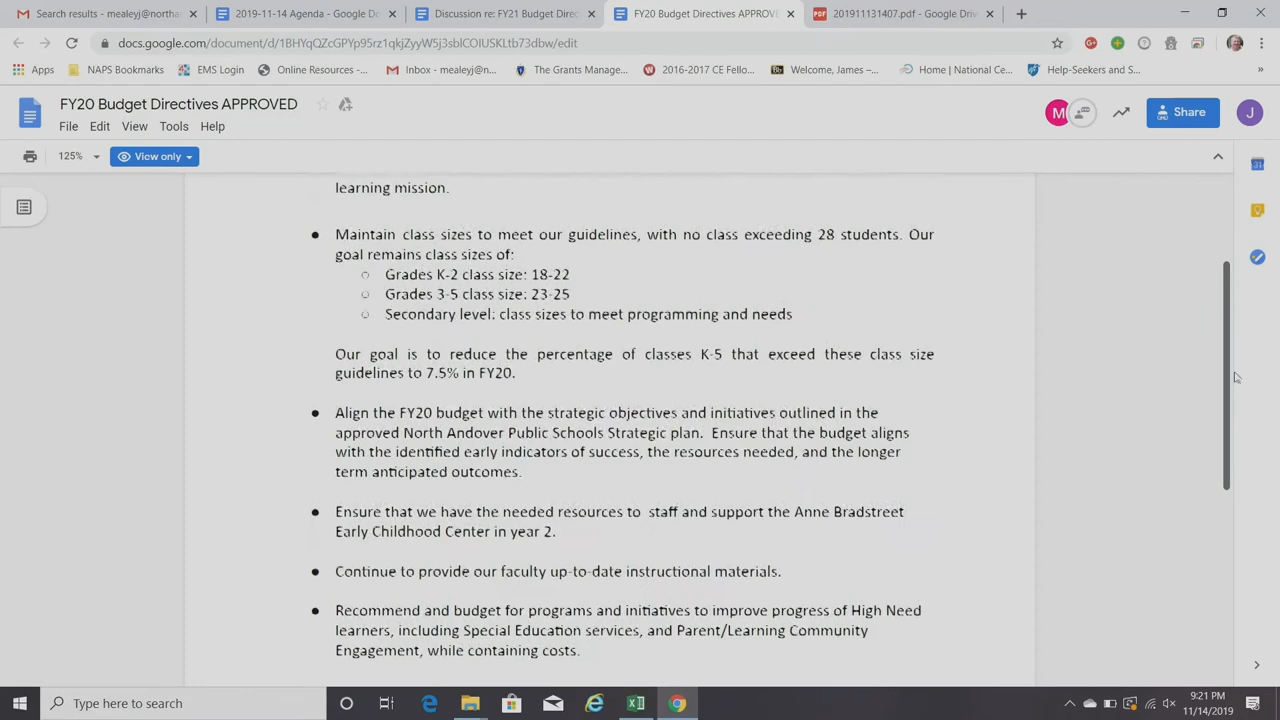 Search results - mealeyj@northa
2019-11-14 Agenda - Google Do
Discussion re: FY21 Budget Direc
FY20 Budget Directives APPROVE
201911131407.pdf - Google Driv
docs.google.com/document/d/1BHYqQZcGPYp95rz1qkjZyyW5j3sblCOIUSKLtb73dbw/edit
Apps
NAPS Bookmarks
EMS Login
Online Resources -...
Inbox - mealeyj@n...
The Grants Manage...
2016-2017 CE Fello...
Welcome, James –...
Home | National Ce...
Help-Seekers and S...
FY20 Budget Directives APPROVED
File Edit View Tools Help
M
Share
J
125%
View only
learning mission.
● Maintain class sizes to meet our guidelines, with no class exceeding 28 students. Our
goal remains class sizes of:
○ Grades K-2 class size: 18-22
○ Grades 3-5 class size: 23-25
○ Secondary level: class sizes to meet programming and needs
Our goal is to reduce the percentage of classes K-5 that exceed these class size
guidelines to 7.5% in FY20.
● Align the FY20 budget with the strategic objectives and initiatives outlined in the
approved North Andover Public Schools Strategic plan. Ensure that the budget aligns
with the identified early indicators of success, the resources needed, and the longer
term anticipated outcomes.
● Ensure that we have the needed resources to staff and support the Anne Bradstreet
Early Childhood Center in year 2.
● Continue to provide our faculty up-to-date instructional materials.
● Recommend and budget for programs and initiatives to improve progress of High Need
learners, including Special Education services, and Parent/Learning Community
Engagement, while containing costs.
Type here to search
9:21 PM
11/14/2019